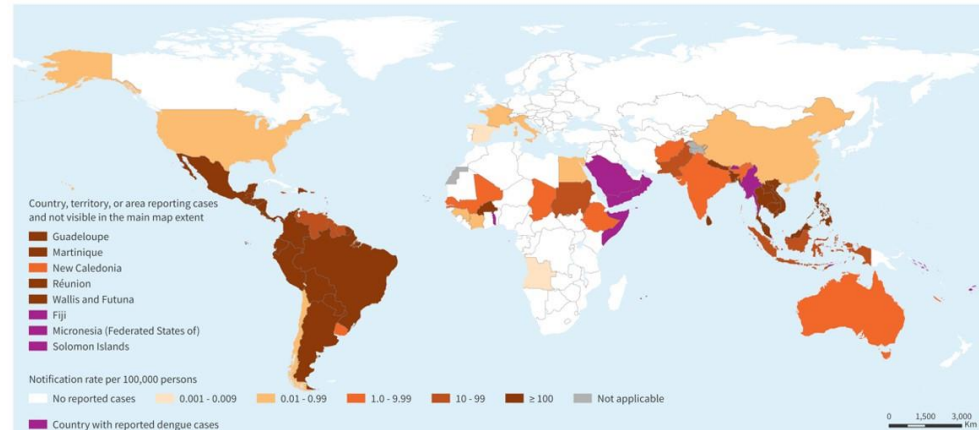 Country, territory, or area reporting cases
and not visible in the main map extent
Guadeloupe
Martinique
New Caledonia
Réunion
Wallis and Futuna
Fiji
Micronesia (Federated States of)
Solomon Islands
Notification rate per 100,000 persons
No reported cases 0.001 - 0.009 0.01 - 0.99 1.0 - 9.99 10 - 99 ≥ 100 Not applicable
Country with reported dengue cases
0 1,500 3,000
Km